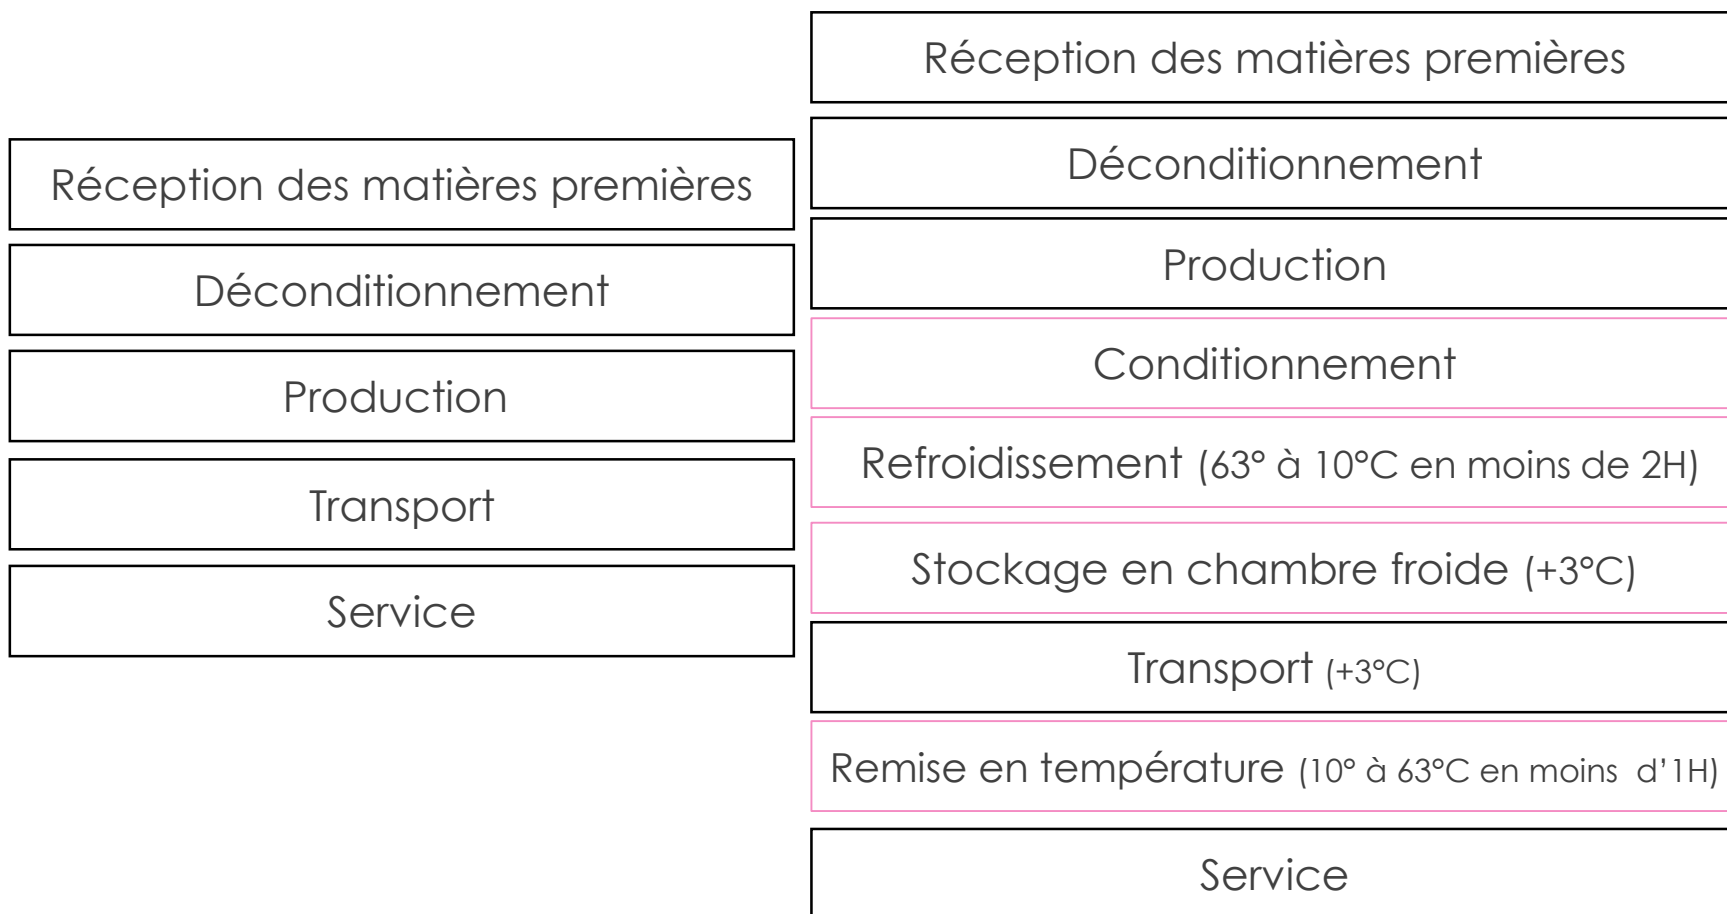 Réception des matières premières
Déconditionnement
Production
Transport
Service
Réception des matières premières
Déconditionnement
Production
Conditionnement
Refroidissement (63° à 10°C en moins de 2H)
Stockage en chambre froide (+3°C)
Transport (+3°C)
Remise en température (10° à 63°C en moins  d’1H)
Service